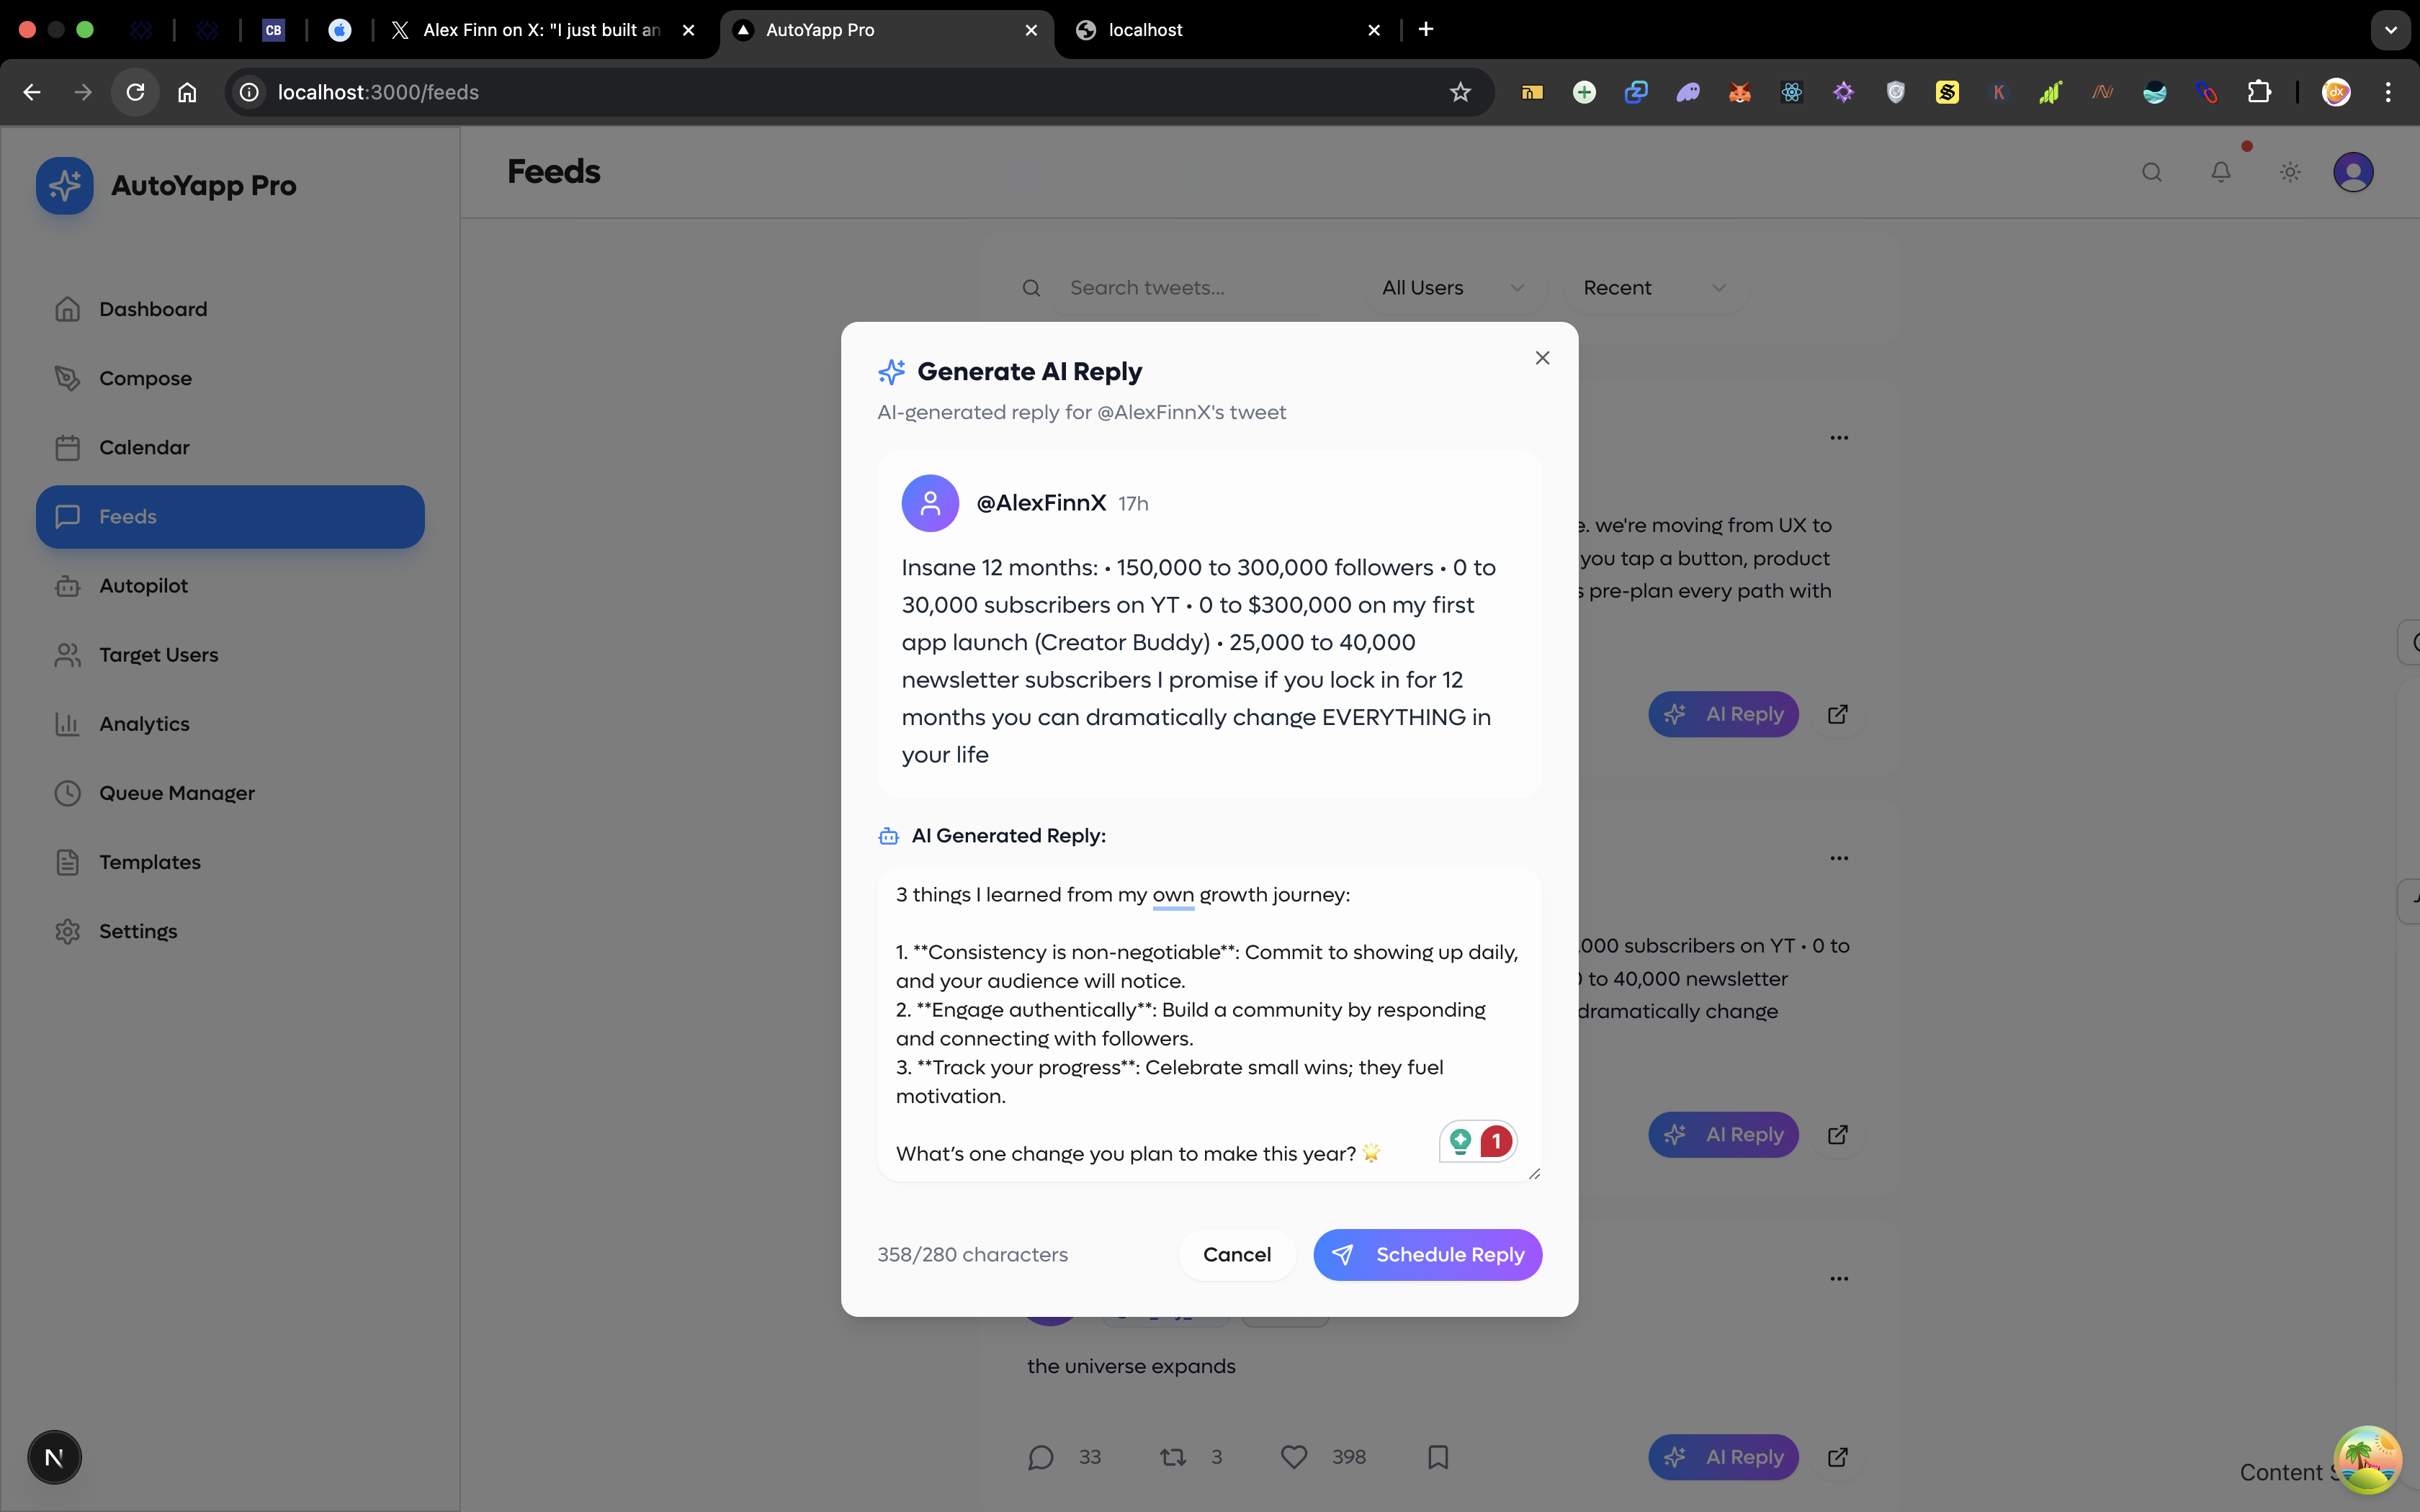 CB
Alex Finn on X: "I just built an
AutoYapp Pro
localhost
localhost:3000/feeds
AutoYapp Pro
Feeds
Dashboard
Compose
Calendar
Feeds
Autopilot
Target Users
Analytics
Queue Manager
Templates
Settings
Search tweets...
All Users
Recent
Generate AI Reply
AI-generated reply for @AlexFinnX's tweet
@AlexFinnX 17h
Insane 12 months: • 150,000 to 300,000 followers • 0 to
30,000 subscribers on YT • 0 to $300,000 on my first
app launch (Creator Buddy) • 25,000 to 40,000
newsletter subscribers I promise if you lock in for 12
months you can dramatically change EVERYTHING in
your life
AI Generated Reply:
3 things I learned from my own growth journey:
1. **Consistency is non-negotiable**: Commit to showing up daily,
and your audience will notice.
2. **Engage authentically**: Build a community by responding
and connecting with followers.
3. **Track your progress**: Celebrate small wins; they fuel
motivation.
What's one change you plan to make this year? 🌟
1
358/280 characters
Cancel
Schedule Reply
e. we're moving from UX to
you tap a button, product
s pre-plan every path with
AI Reply
,000 subscribers on YT • 0 to
0 to 40,000 newsletter
dramatically change
AI Reply
the universe expands
33
3
398
AI Reply
N
Content